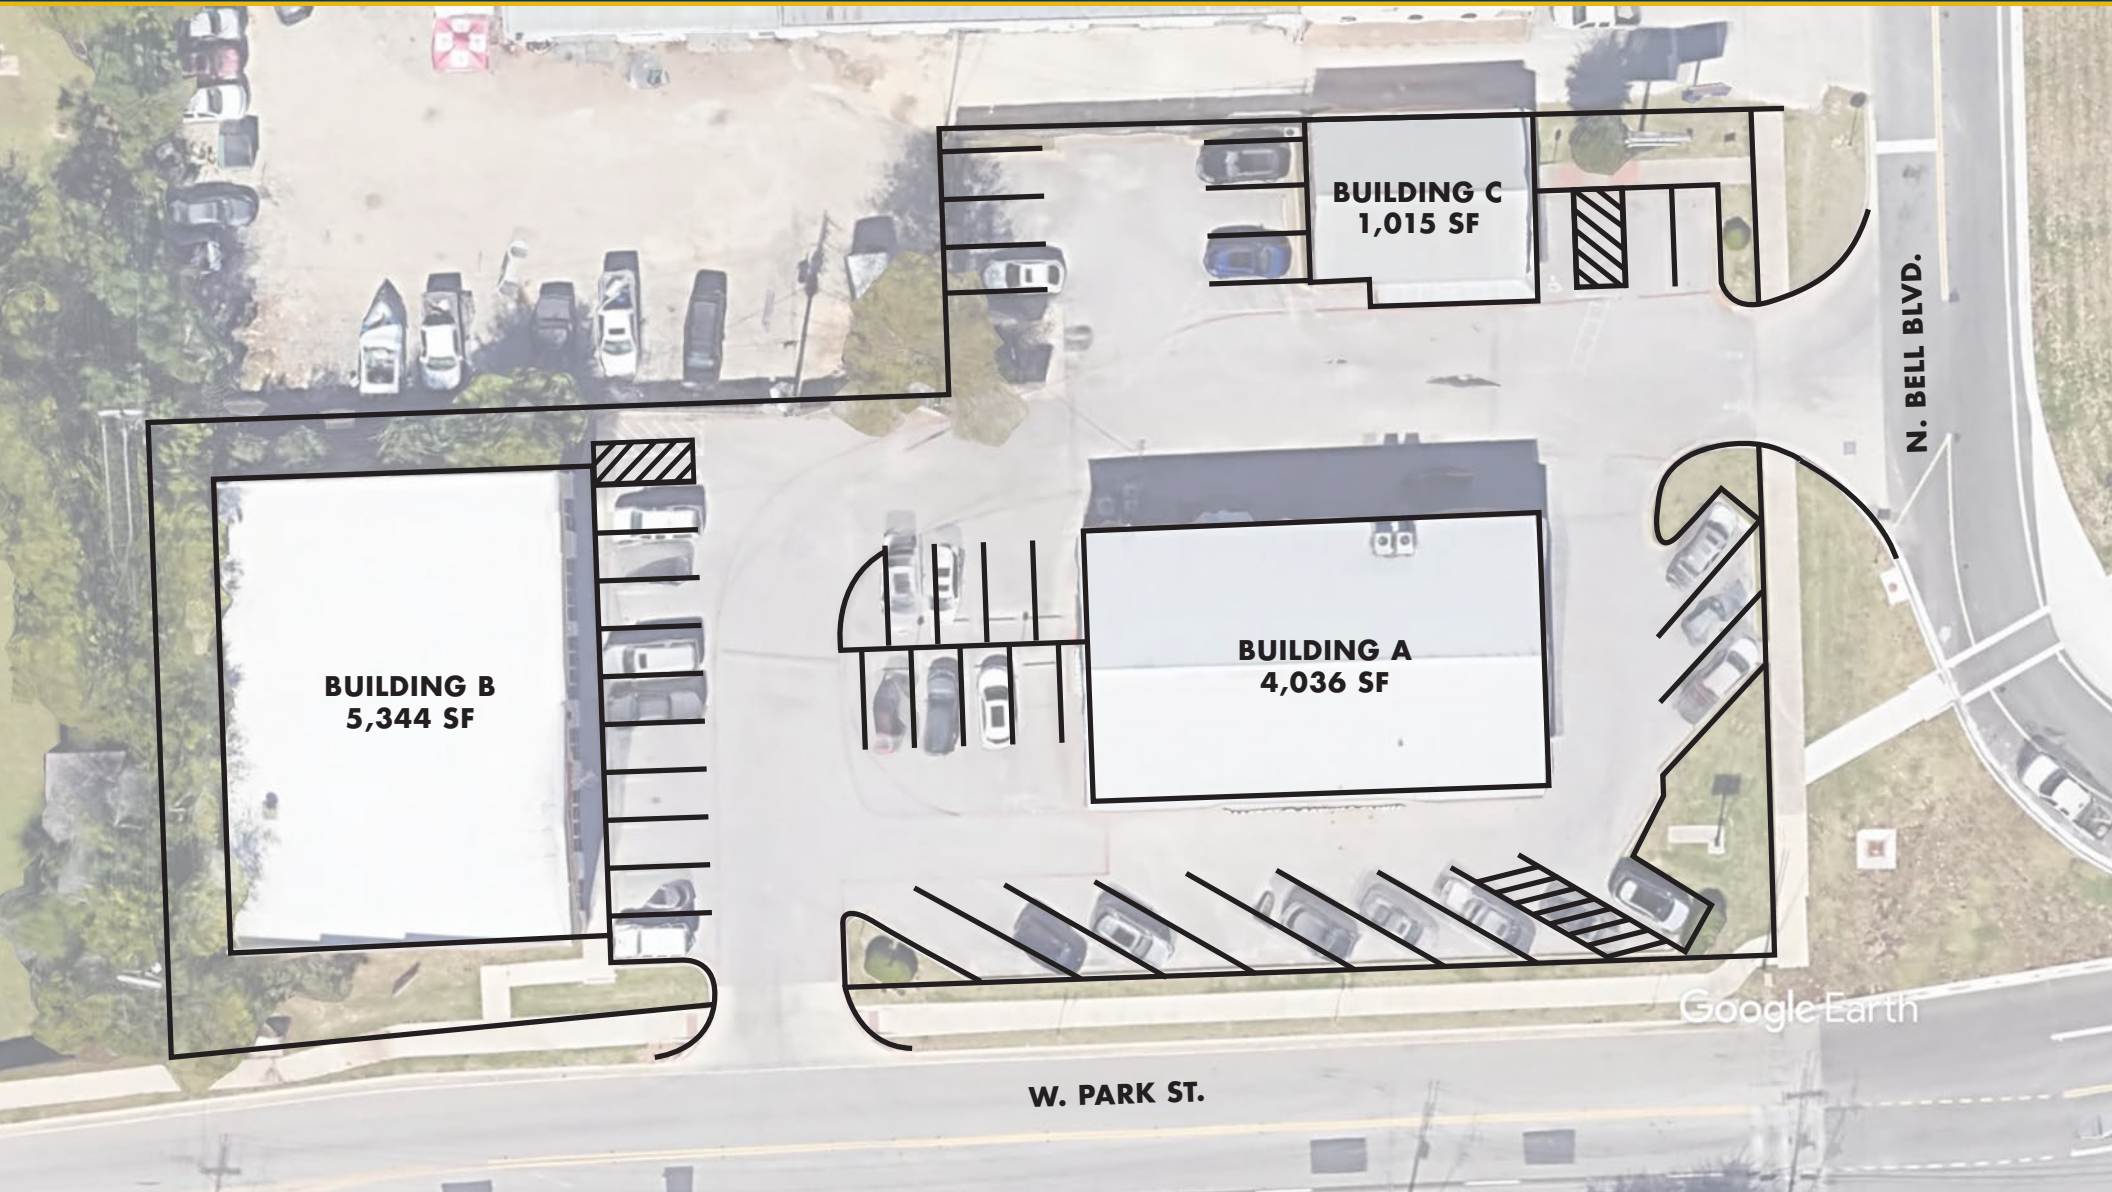 BUILDING C
1,015 SF
N. BELL BLVD.
BUILDING B
5,344 SF
BUILDING A
4,036 SF
Google Earth
W. PARK ST.